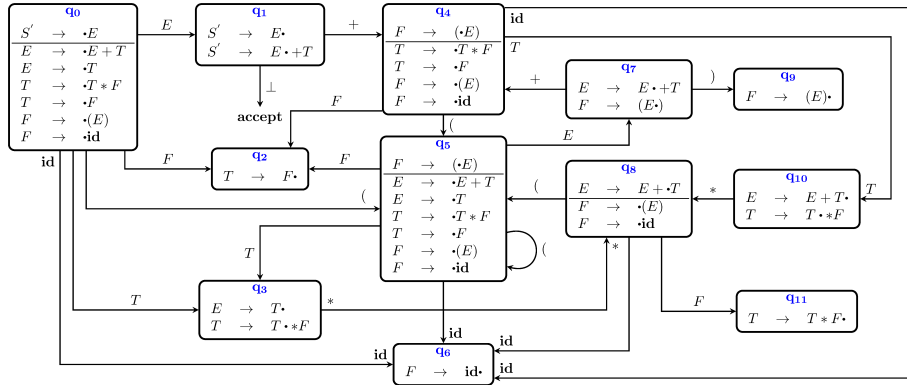 q₀
S′ → •E
E → •E + T
E → •T
T → •T ∗ F
T → •F
F → •(E)
F → •id
E
q₁
S′ → E•
S′ → E • +T
⊥
accept
+
q₄
F → (•E)
T → •T ∗ F
T → •F
F → •(E)
F → •id
id
T
q₇
E → E • +T
F → (E•)
+
)
q₉
F → (E)•
F
(
E
id
F
q₂
T → F•
F
q₅
F → (•E)
E → •E + T
E → •T
T → •T ∗ F
T → •F
F → •(E)
F → •id
(
(
(
q₈
E → E + •T
F → •(E)
F → •id
∗
q₁₀
E → E + T•
T → T • ∗F
T
T
T
q₃
E → T•
T → T • ∗F
∗
∗
F
q₁₁
T → T ∗ F•
id
id
id
q₆
F → id•
id